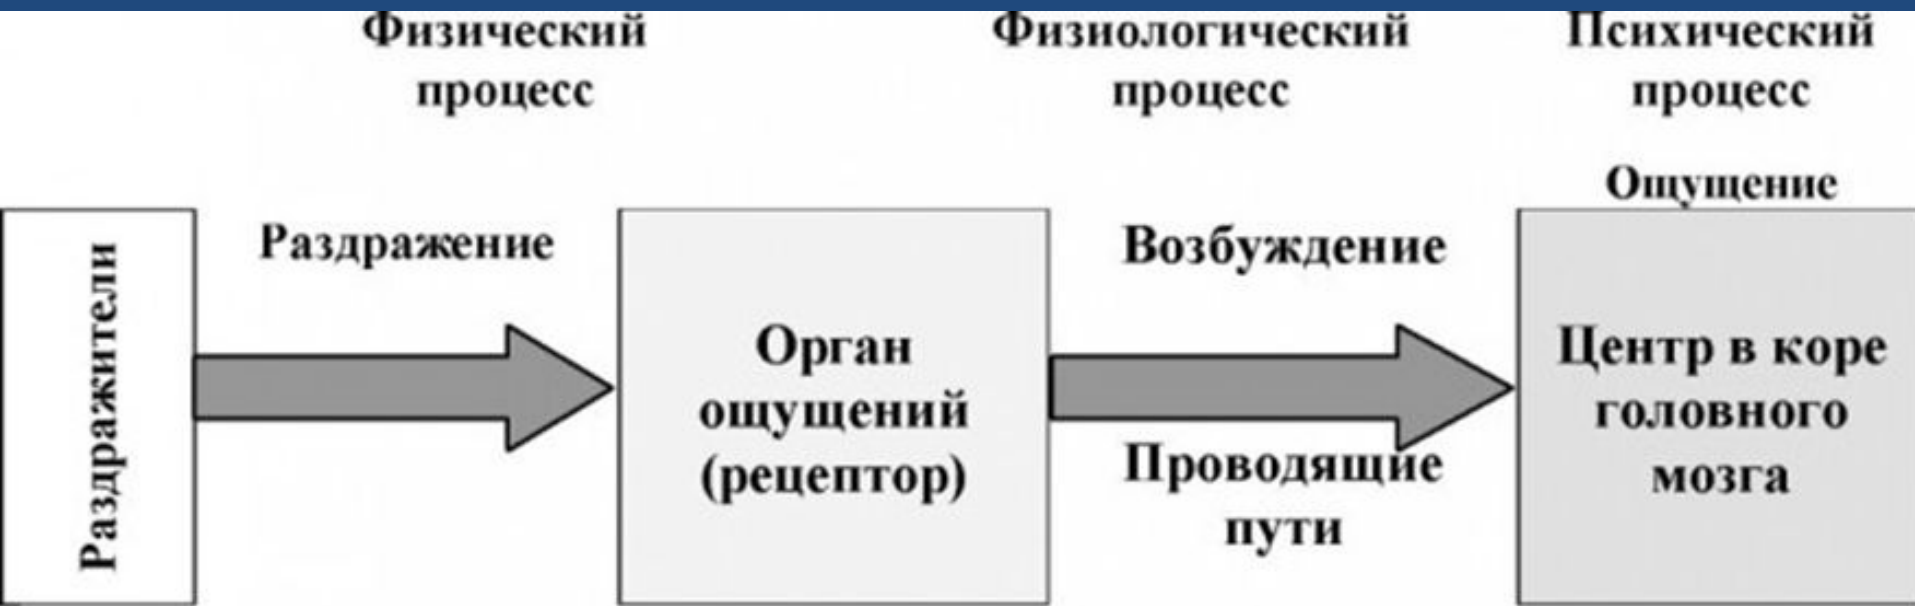 Физический
процесс
Физиологический
процесс
Психический
процесс
Ощущение
Раздражители
Раздражение
Орган
ощущений
(рецептор)
Возбуждение
Проводящие
пути
Центр в коре
головного
мозга